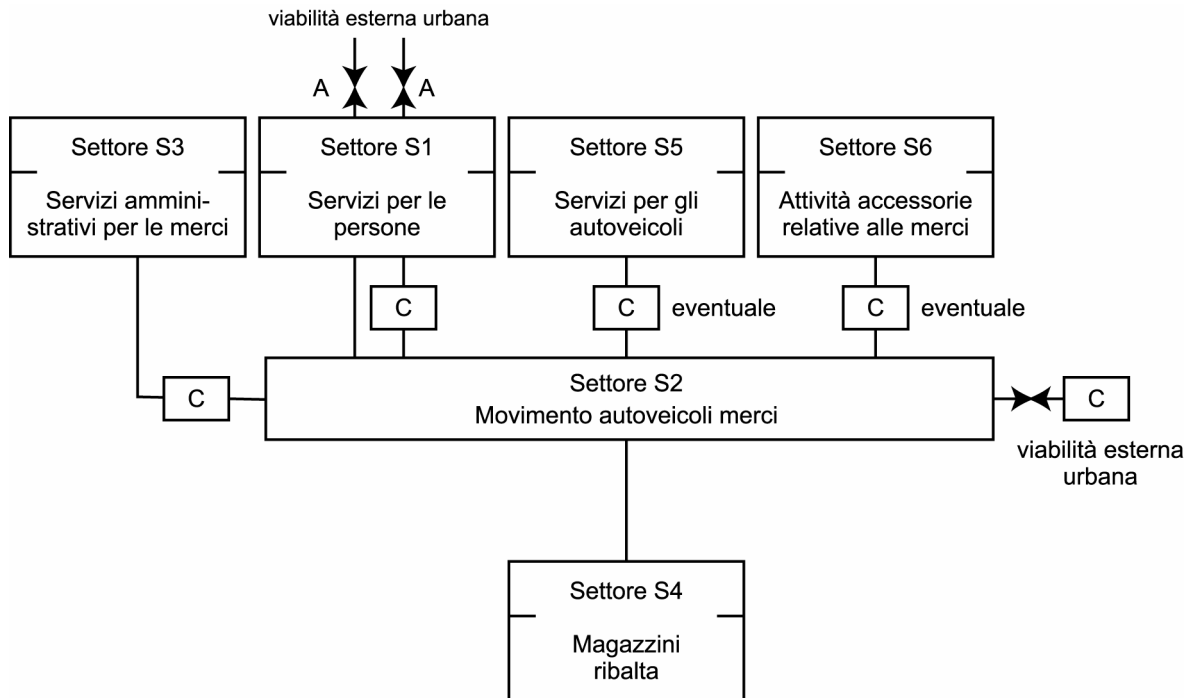 viabilità esterna urbana
A
A
Settore S3
Servizi ammini-
strativi per le merci
Settore S1
Servizi per le
persone
Settore S5
Servizi per gli
autoveicoli
Settore S6
Attività accessorie
relative alle merci
C
C
eventuale
C
eventuale
C
Settore S2
Movimento autoveicoli merci
C
viabilità esterna
urbana
Settore S4
Magazzini
ribalta